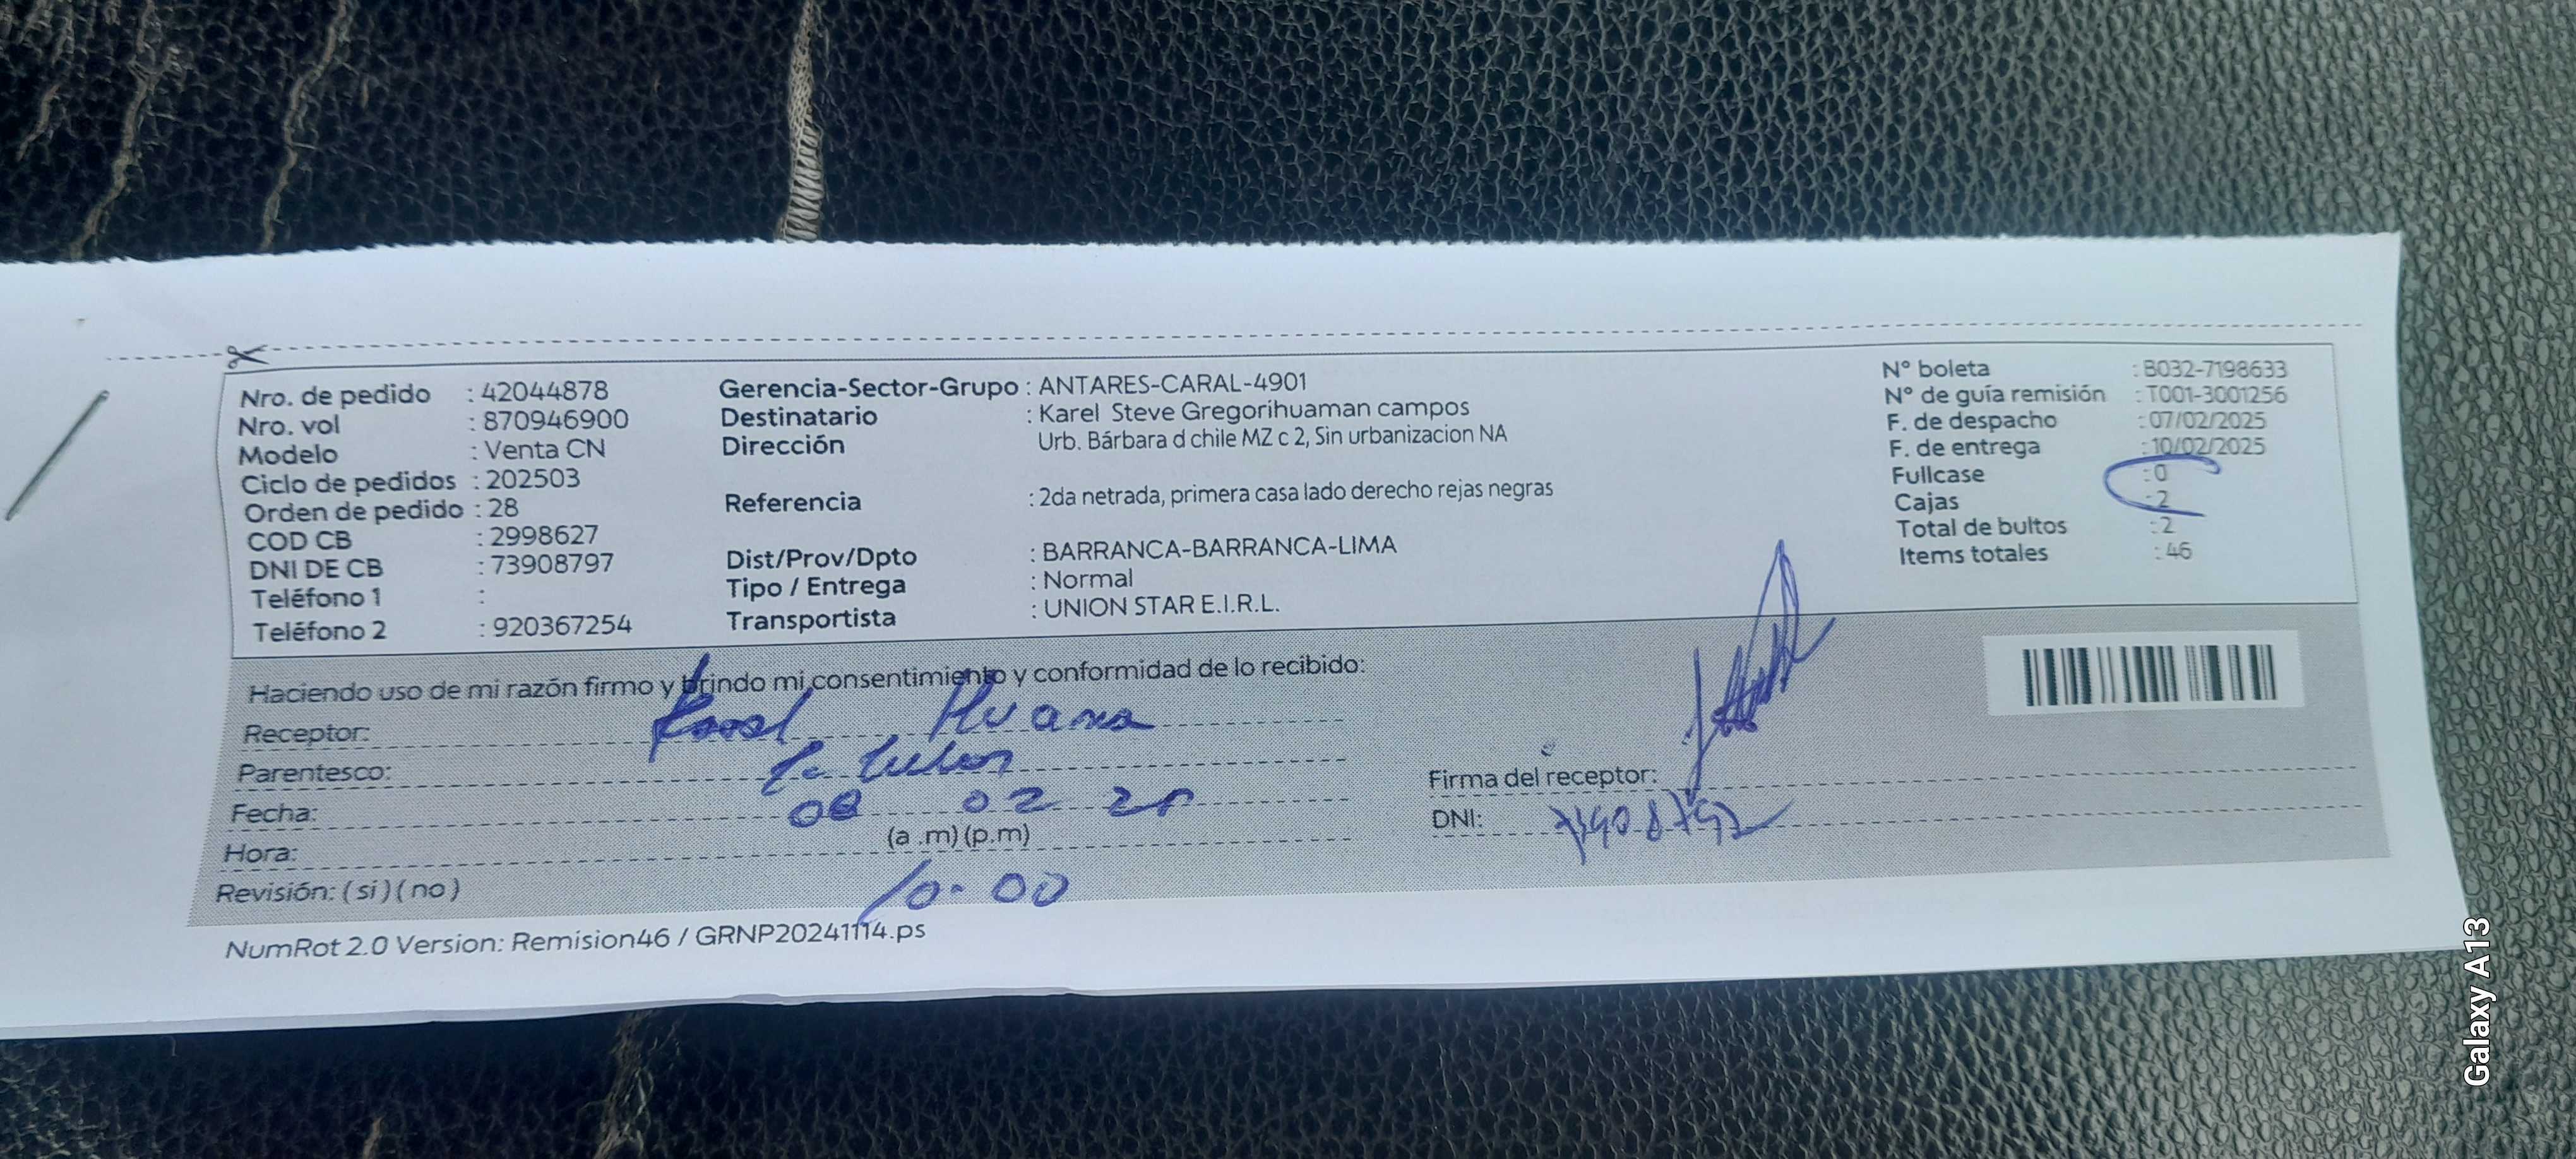 Nro. de pedido : 42044878
Nro. vol : 870946900
Modelo : Venta CN
Ciclo de pedidos : 202503
Orden de pedido : 28
COD CB : 2998627
DNI DE CB : 73908797
Teléfono 1 :
Teléfono 2 : 920367254
Gerencia-Sector-Grupo : ANTARES-CARAL-4901
Destinatario : Karel Steve Gregorihuaman campos
Dirección Urb. Bárbara d chile MZ c 2, Sin urbanizacion NA
Referencia : 2da netrada, primera casa lado derecho rejas negras
Dist/Prov/Dpto : BARRANCA-BARRANCA-LIMA
Tipo / Entrega : Normal
Transportista : UNION STAR E.I.R.L.
N° boleta : B032-7198633
N° de guía remisión : T001-3001256
F. de despacho : 07/02/2025
F. de entrega : 10/02/2025
Fullcase : 0
Cajas : 2
Total de bultos : 2
Items totales : 46
Haciendo uso de mi razón firmo y brindo mi consentimiento y conformidad de lo recibido:
Receptor:
Parentesco:
Fecha: 08 02 25
Hora: (a .m) (p.m)
10:00
Revisión: ( si ) ( no )
Firma del receptor:
DNI:
NumRot 2.0 Version: Remision46 / GRNP20241114.ps
Galaxy A13